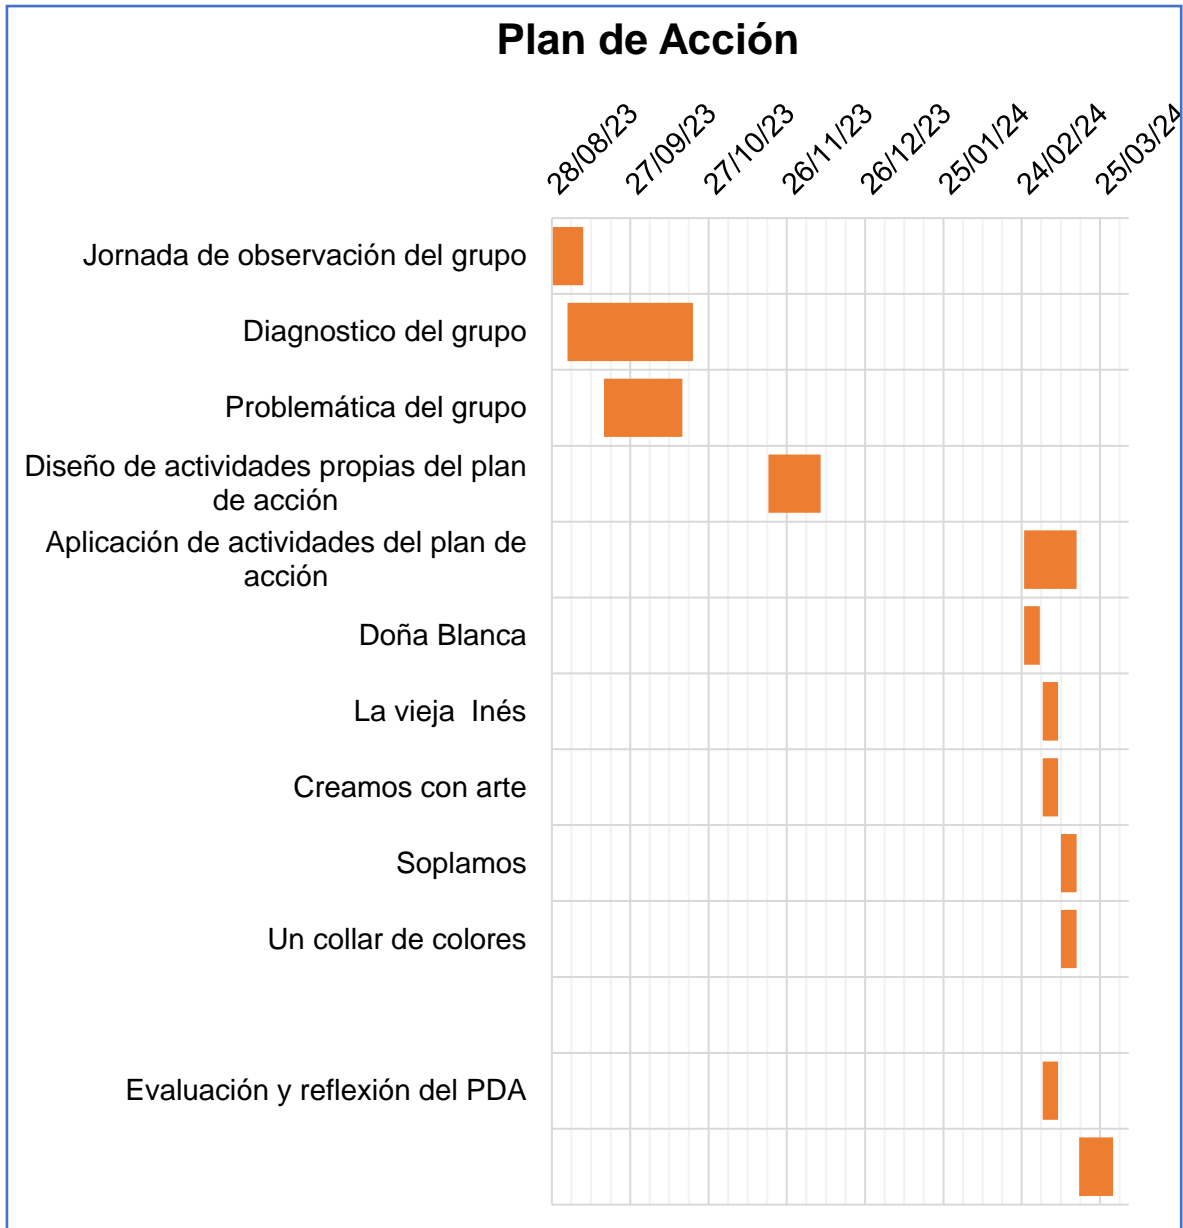 Plan de Acción
28/08/23
27/09/23
27/10/23
26/11/23
26/12/23
25/01/24
24/02/24
25/03/24
Jornada de observación del grupo
Diagnostico del grupo
Problemática del grupo
Diseño de actividades propias del plan
de acción
Aplicación de actividades del plan de
acción
Doña Blanca
La vieja  Inés
Creamos con arte
Soplamos
Un collar de colores
Evaluación y reflexión del PDA